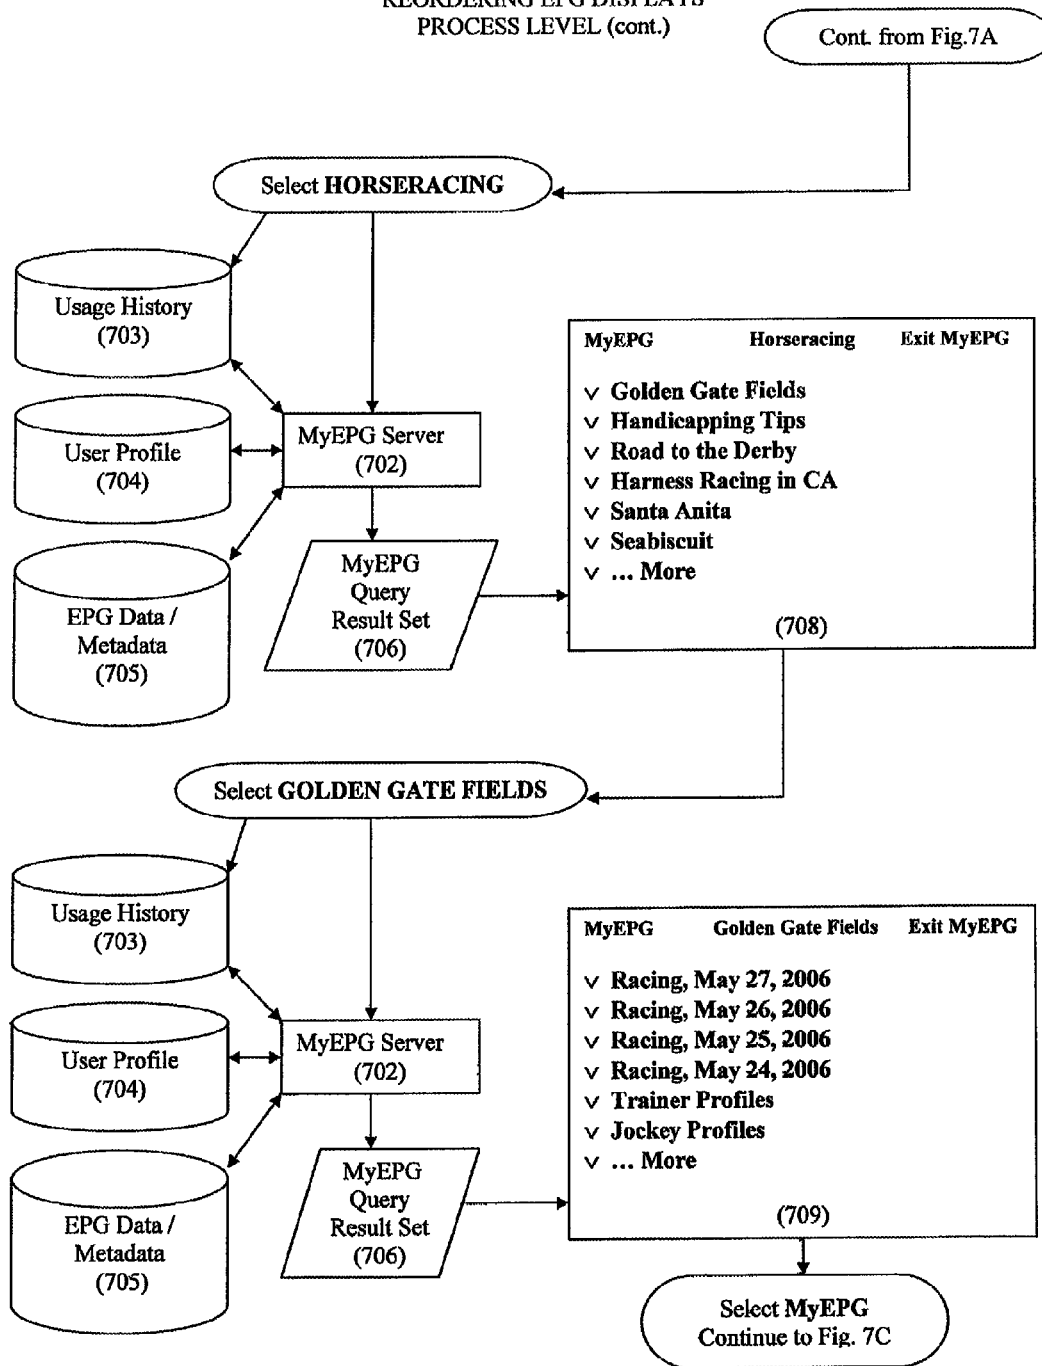 REORDERING EPG DISPLAYS
PROCESS LEVEL (cont.)
Cont. from Fig.7A
Select HORSERACING
Usage History
(703)
User Profile
(704)
EPG Data /
Metadata
(705)
MyEPG Server
(702)
MyEPG
Query
Result Set
(706)
MyEPG Horseracing Exit MyEPG
v Golden Gate Fields
v Handicapping Tips
v Road to the Derby
v Harness Racing in CA
v Santa Anita
v Seabiscuit
v ... More
(708)
Select GOLDEN GATE FIELDS
Usage History
(703)
User Profile
(704)
EPG Data /
Metadata
(705)
MyEPG Server
(702)
MyEPG
Query
Result Set
(706)
MyEPG Golden Gate Fields Exit MyEPG
v Racing, May 27, 2006
v Racing, May 26, 2006
v Racing, May 25, 2006
v Racing, May 24, 2006
v Trainer Profiles
v Jockey Profiles
v ... More
(709)
Select MyEPG
Continue to Fig. 7C